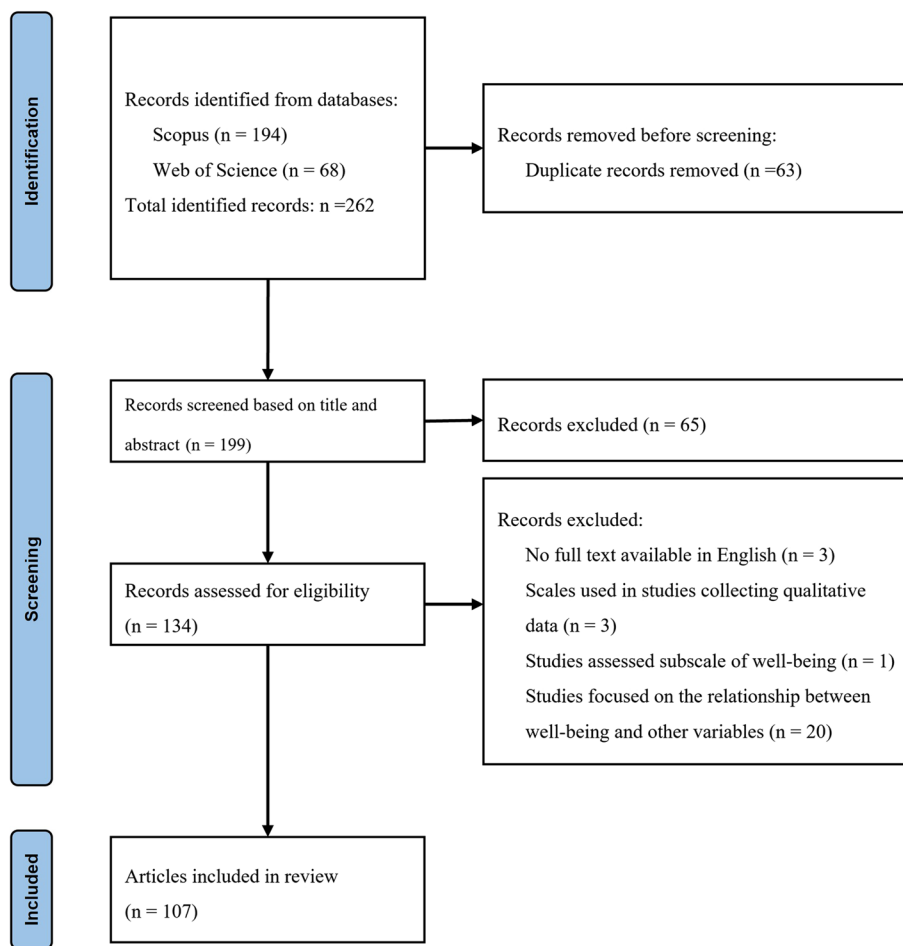 Identification
Records identified from databases:
Scopus (n = 194)
Web of Science (n = 68)
Total identified records: n =262
Records removed before screening:
Duplicate records removed (n =63)
Screening
Records screened based on title and
abstract (n = 199)
Records excluded (n = 65)
Records assessed for eligibility
(n = 134)
Records excluded:
No full text available in English (n = 3)
Scales used in studies collecting qualitative
data (n = 3)
Studies assessed subscale of well-being (n = 1)
Studies focused on the relationship between
well-being and other variables (n = 20)
Included
Articles included in review
(n = 107)